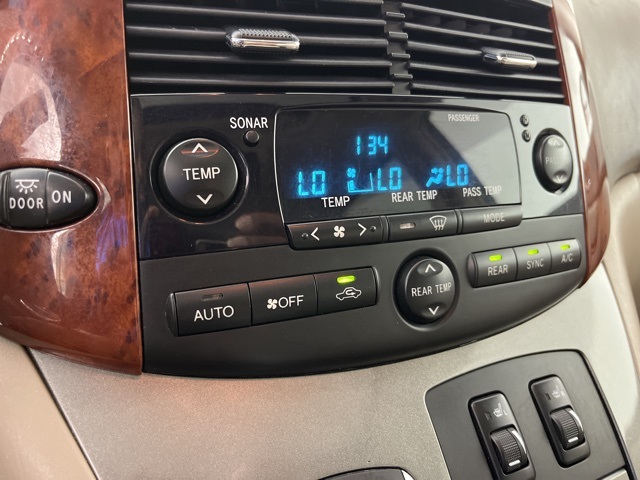 PASSENGER
SONAR
1:34
TEMP
LO
LO
LO
TEMP
REAR TEMP
PASS TEMP
DOOR
ON
MODE
AUTO
OFF
REAR TEMP
REAR
SYNC
A/C